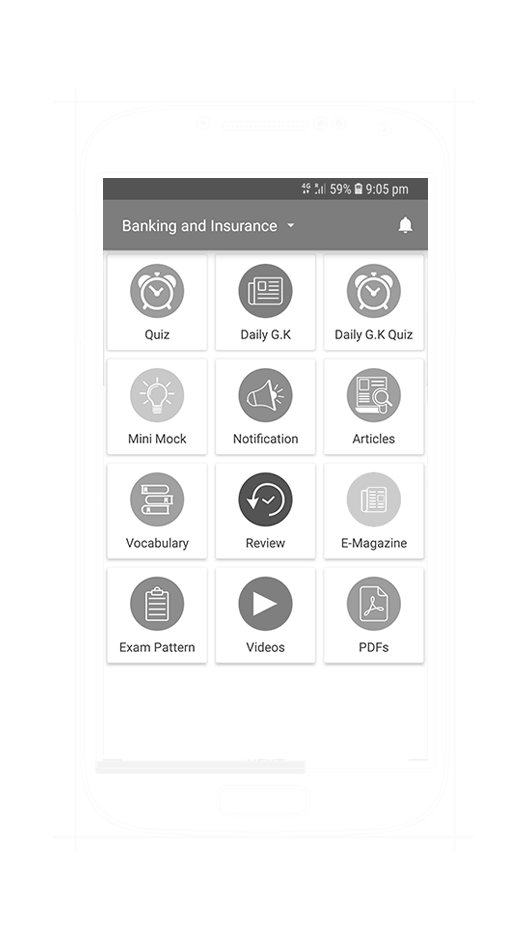 4G 59% 9:05 pm
Banking and Insurance
Quiz
Daily G.K
Daily G.K Quiz
Mini Mock
Notification
Articles
Vocabulary
Review
E-Magazine
Exam Pattern
Videos
PDFs